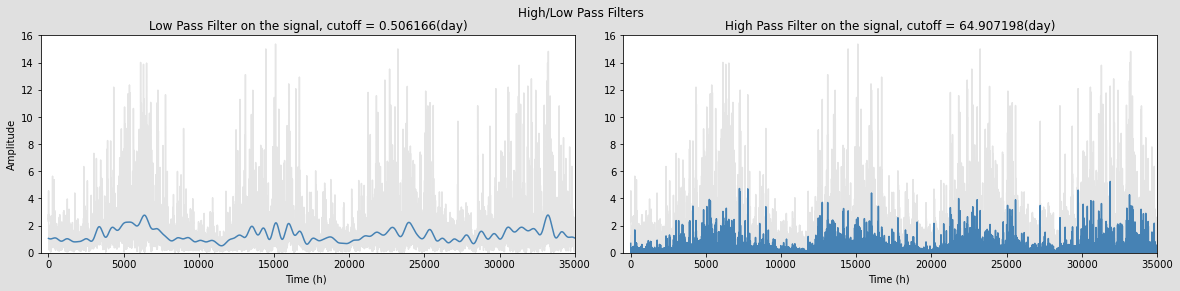 High/Low Pass Filters
Low Pass Filter on the signal, cutoff = 0.506166(day)
16
14
12
10
8
6
4
2
0
Amplitude
0 5000 10000 15000 20000 25000 30000 35000
Time (h)
High Pass Filter on the signal, cutoff = 64.907198(day)
16
14
12
10
8
6
4
2
0
0 5000 10000 15000 20000 25000 30000 35000
Time (h)